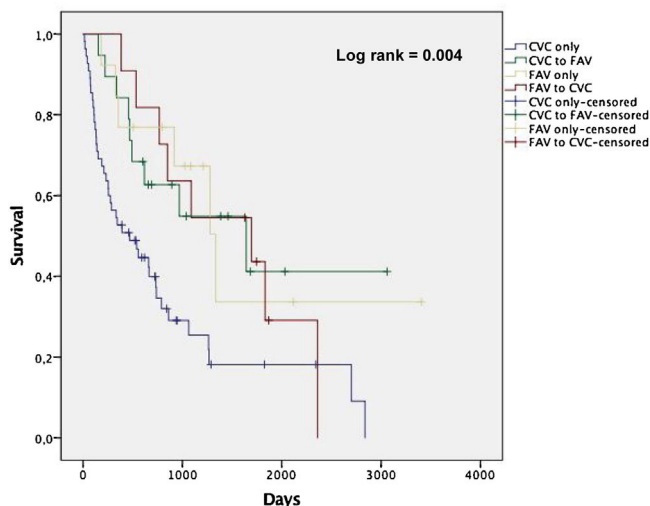 Log rank = 0.004
CVC only
CVC to FAV
FAV only
FAV to CVC
CVC only-censored
CVC to FAV-censored
FAV only-censored
FAV to CVC-censored
Survival
1,0
0,8
0,6
0,4
0,2
0,0
0 1000 2000 3000 4000
Days